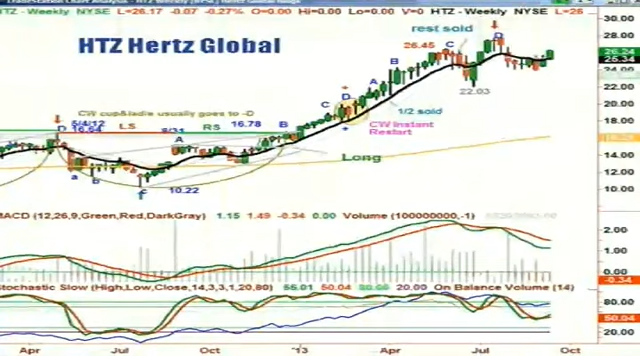 HTZ - Weekly NYSE L=26.17 -0.07 -0.27% O=0.00 Hi=0.00 Lo=0.00 V=0 HTZ - Weekly NYSE L=26
HTZ Hertz Global
rest sold
26.45
C
D
B
A
22.03
1/2 sold
CW Instant
Restart
Long
CW cup&ladle usually goes to -D
5/4/12
D 16.64
LS
8/31
RS
16.78
A
B
C
D
a
b
c
10.22
30.00
28.00
26.24
25.34
24.00
22.00
20.00
18.00
14.00
12.00
10.00
MACD (12,26,9,Green,Red,DarkGray) 1.15 1.49 -0.34 0.00 Volume (100000000,-1)
2.00
1.00
-0.34
Stochastic Slow (High,Low,Close,14,3,3,1,20,80) 55.01 50.04 80.00 20.00 On Balance Volume (14)
80.00
50.04
20.00
Apr Jul Oct '13 Apr Jul Oct